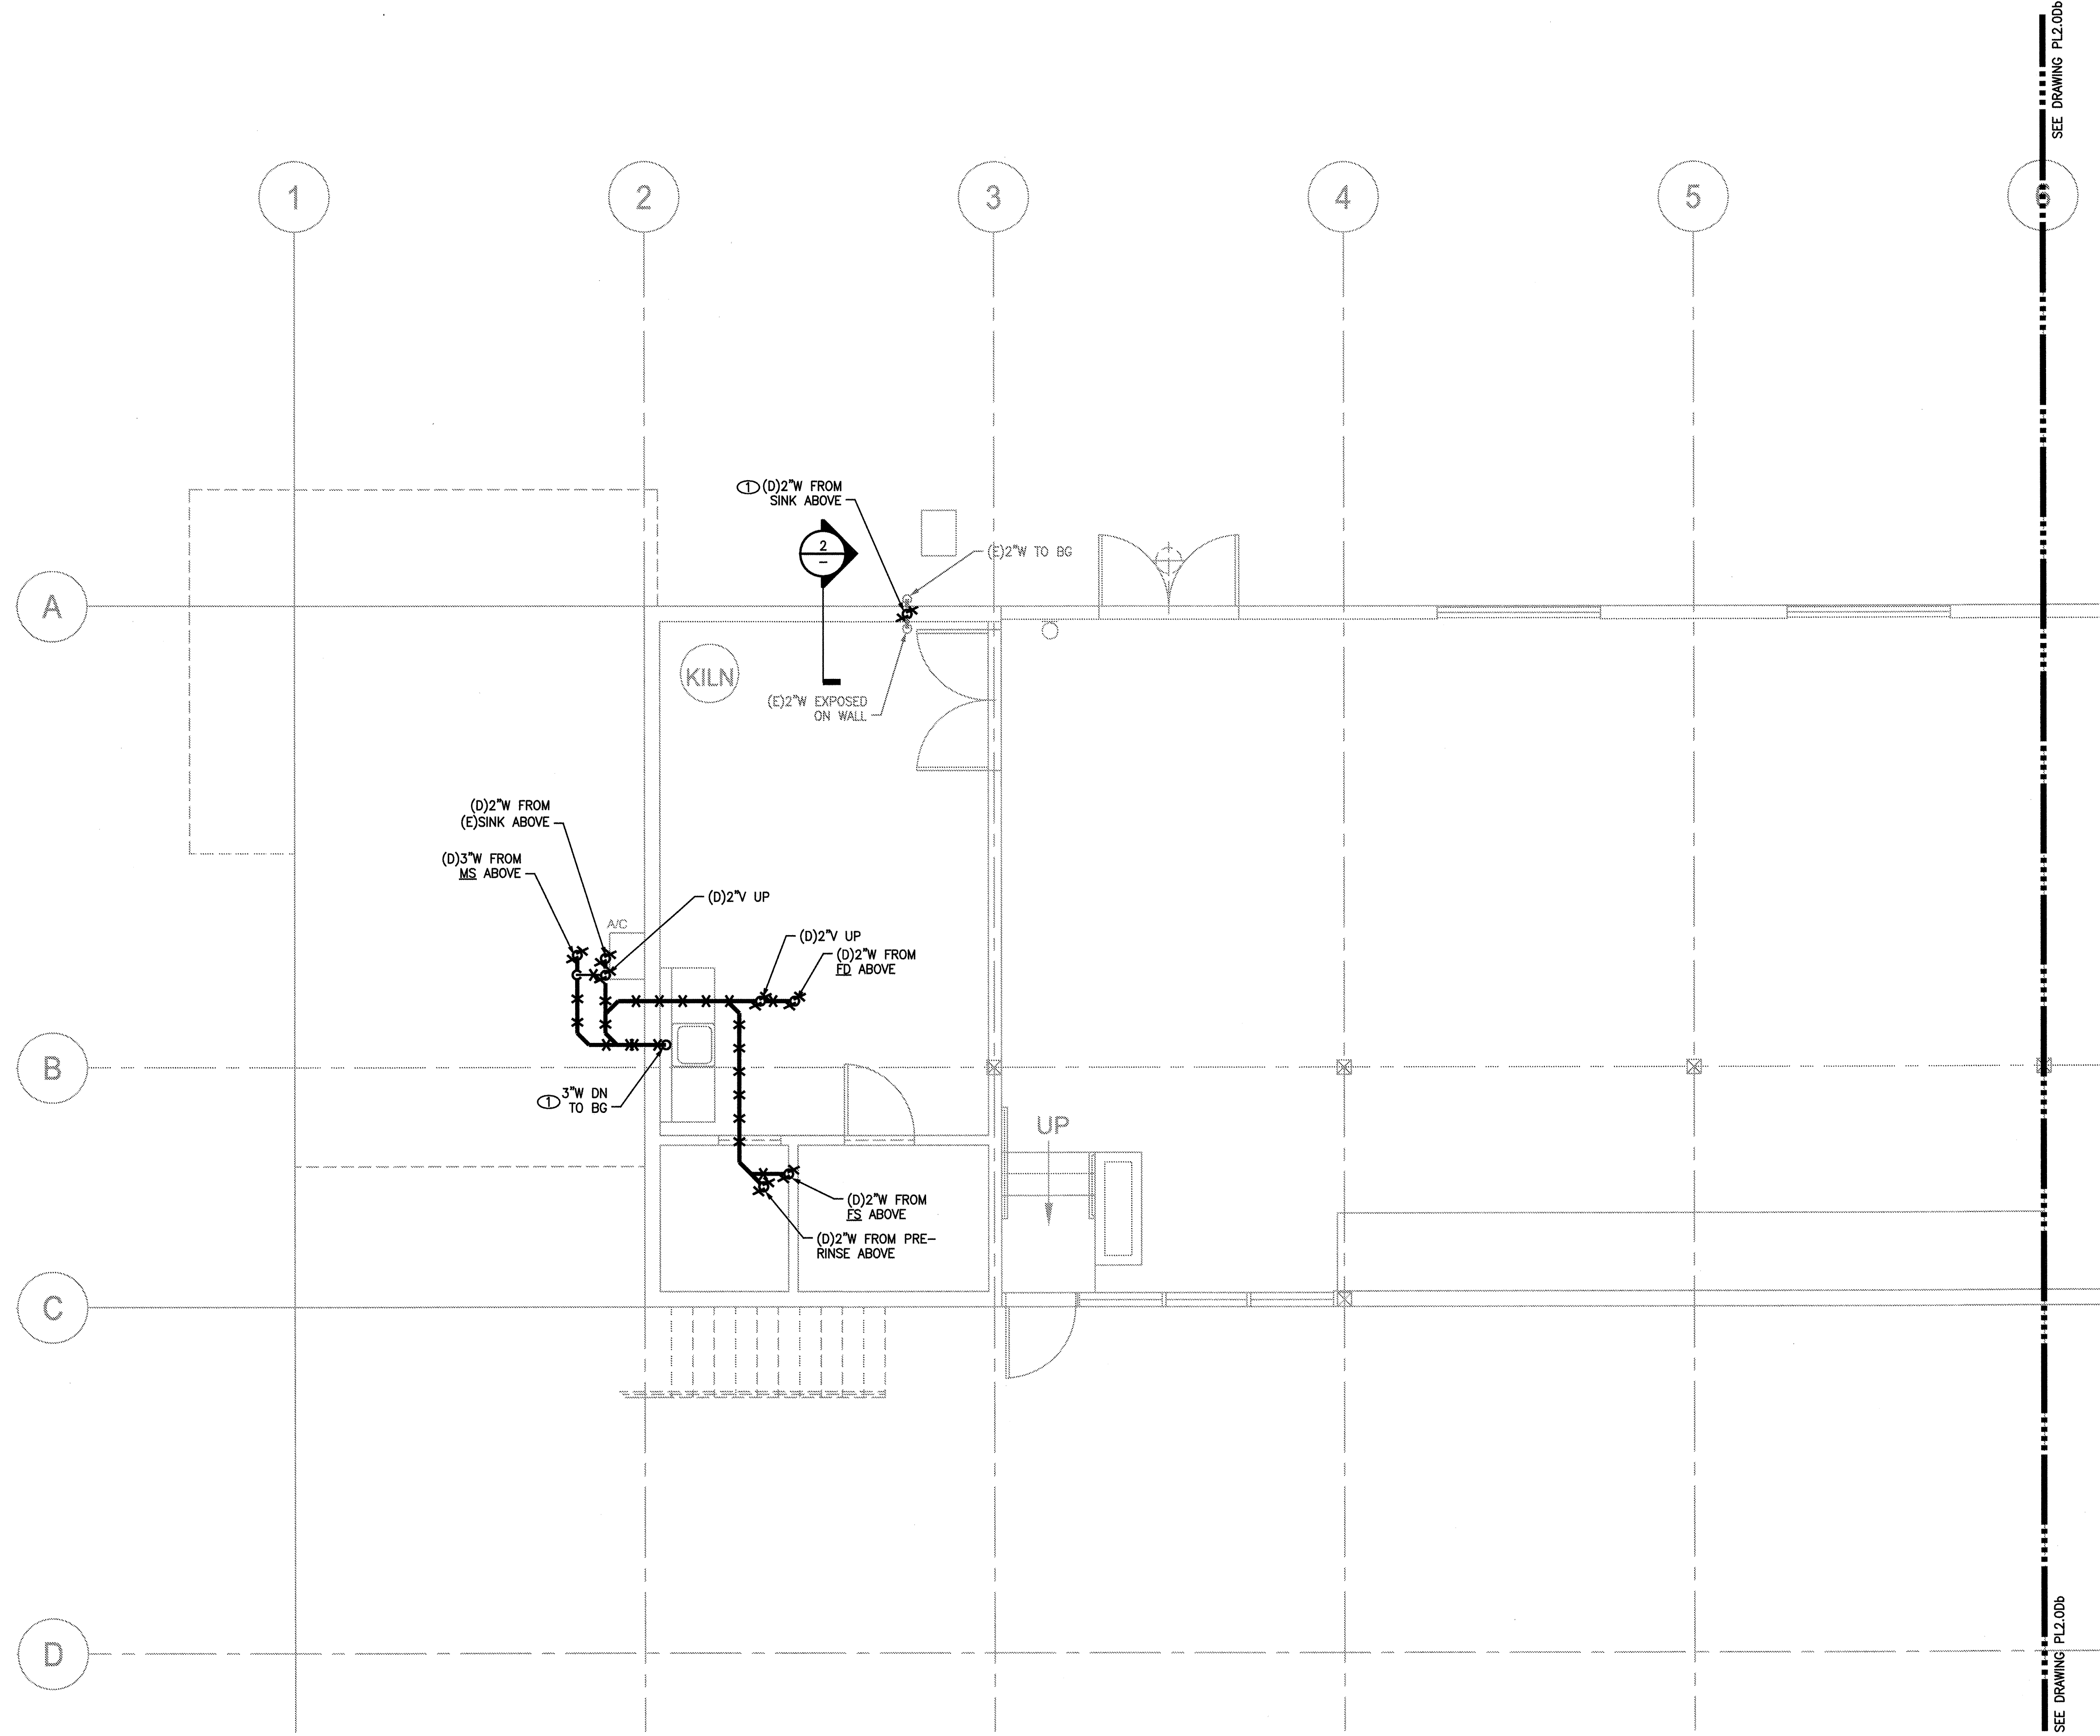 SEE DRAWING PL2.0Db
1
2
3
4
5
6
① (D)2"W FROM
SINK ABOVE
2
–
(E)2"W TO BG
A
KILN
(E)2"W EXPOSED
ON WALL
(D)2"W FROM
(E)SINK ABOVE
(D)3"W FROM
MS ABOVE
(D)2"V UP
A/C
(D)2"V UP
(D)2"W FROM
FD ABOVE
B
① 3"W DN
TO BG
UP
(D)2"W FROM
FS ABOVE
(D)2"W FROM PRE–
RINSE ABOVE
C
D
SEE DRAWING PL2.0Db